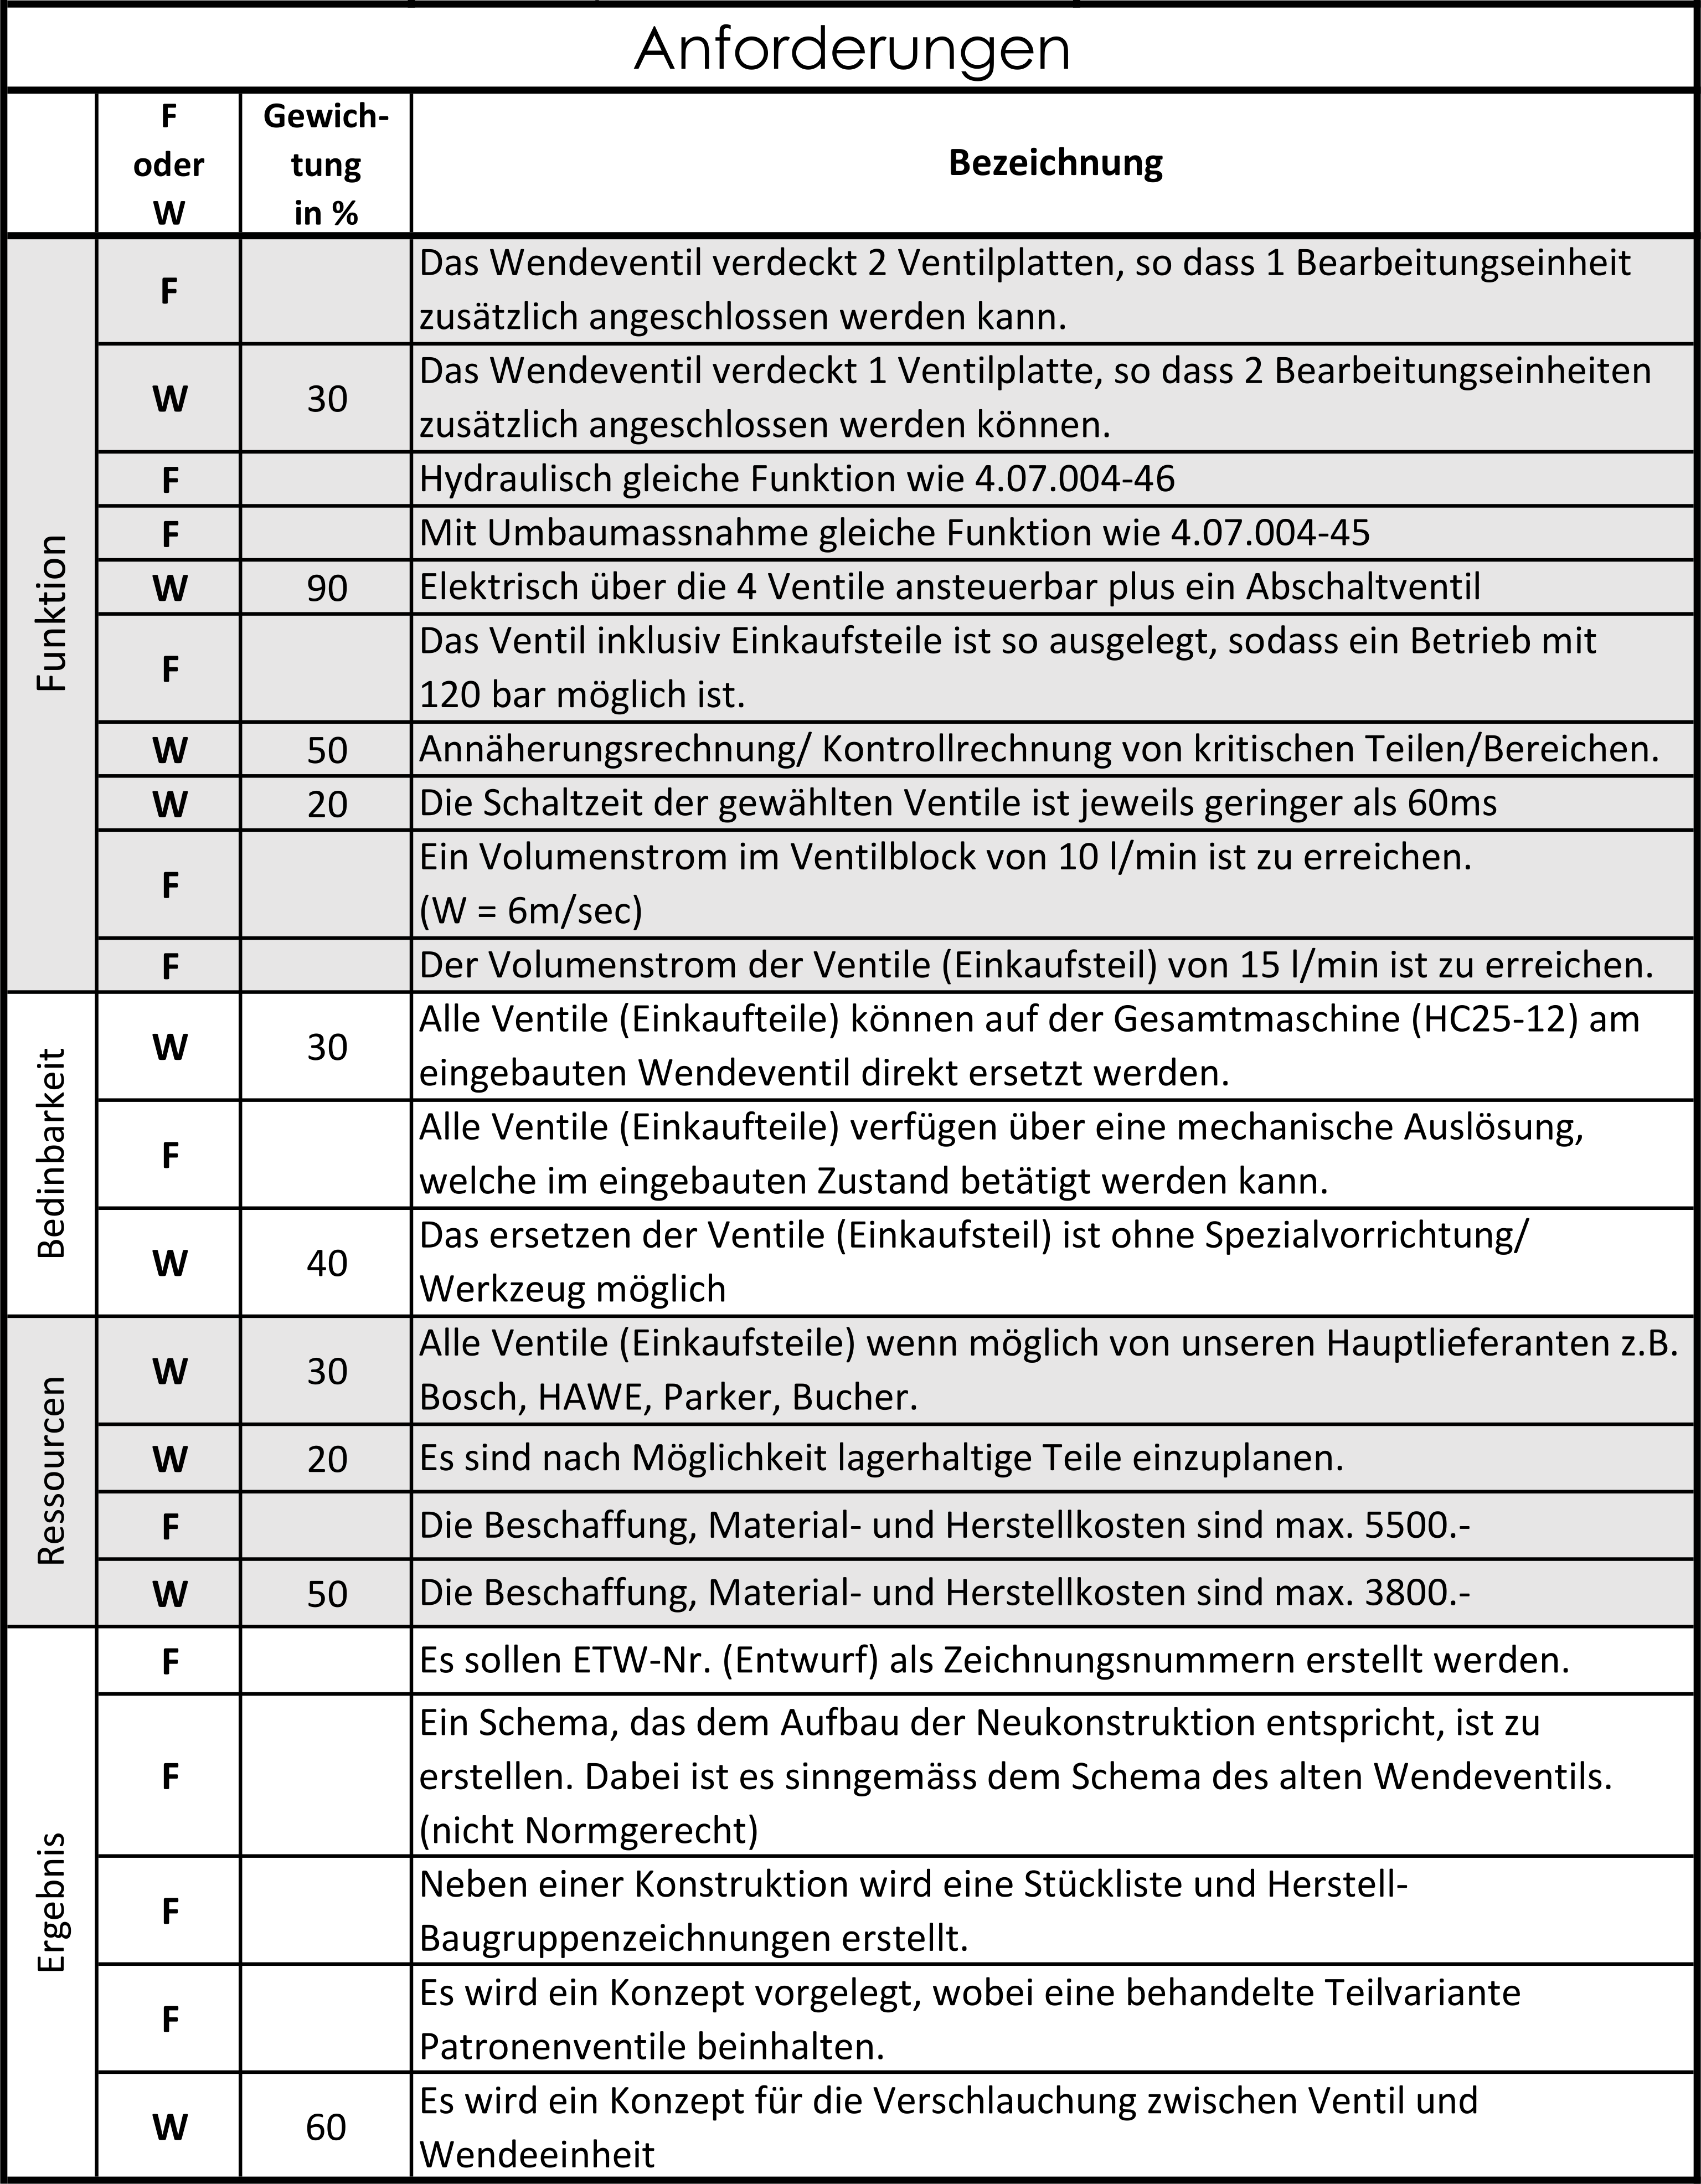 Anforderungen
F
oder
W
Gewich-
tung
in %
Bezeichnung
Funktion
F
Das Wendeventil verdeckt 2 Ventilplatten, so dass 1 Bearbeitungseinheit
zusätzlich angeschlossen werden kann.
W
30
Das Wendeventil verdeckt 1 Ventilplatte, so dass 2 Bearbeitungseinheiten
zusätzlich angeschlossen werden können.
F
Hydraulisch gleiche Funktion wie 4.07.004-46
F
Mit Umbaumassnahme gleiche Funktion wie 4.07.004-45
W
90
Elektrisch über die 4 Ventile ansteuerbar plus ein Abschaltventil
F
Das Ventil inklusiv Einkaufsteile ist so ausgelegt, sodass ein Betrieb mit
120 bar möglich ist.
W
50
Annäherungsrechnung/ Kontrollrechnung von kritischen Teilen/Bereichen.
W
20
Die Schaltzeit der gewählten Ventile ist jeweils geringer als 60ms
F
Ein Volumenstrom im Ventilblock von 10 l/min ist zu erreichen.
(W = 6m/sec)
F
Der Volumenstrom der Ventile (Einkaufsteil) von 15 l/min ist zu erreichen.
Bedinbarkeit
W
30
Alle Ventile (Einkaufteile) können auf der Gesamtmaschine (HC25-12) am
eingebauten Wendeventil direkt ersetzt werden.
F
Alle Ventile (Einkaufteile) verfügen über eine mechanische Auslösung,
welche im eingebauten Zustand betätigt werden kann.
W
40
Das ersetzen der Ventile (Einkaufsteil) ist ohne Spezialvorrichtung/
Werkzeug möglich
Ressourcen
W
30
Alle Ventile (Einkaufsteile) wenn möglich von unseren Hauptlieferanten z.B.
Bosch, HAWE, Parker, Bucher.
W
20
Es sind nach Möglichkeit lagerhaltige Teile einzuplanen.
F
Die Beschaffung, Material- und Herstellkosten sind max. 5500.-
W
50
Die Beschaffung, Material- und Herstellkosten sind max. 3800.-
Ergebnis
F
Es sollen ETW-Nr. (Entwurf) als Zeichnungsnummern erstellt werden.
F
Ein Schema, das dem Aufbau der Neukonstruktion entspricht, ist zu
erstellen. Dabei ist es sinngemäss dem Schema des alten Wendeventils.
(nicht Normgerecht)
F
Neben einer Konstruktion wird eine Stückliste und Herstell-
Baugruppenzeichnungen erstellt.
F
Es wird ein Konzept vorgelegt, wobei eine behandelte Teilvariante
Patronenventile beinhalten.
W
60
Es wird ein Konzept für die Verschlauchung zwischen Ventil und
Wendeeinheit